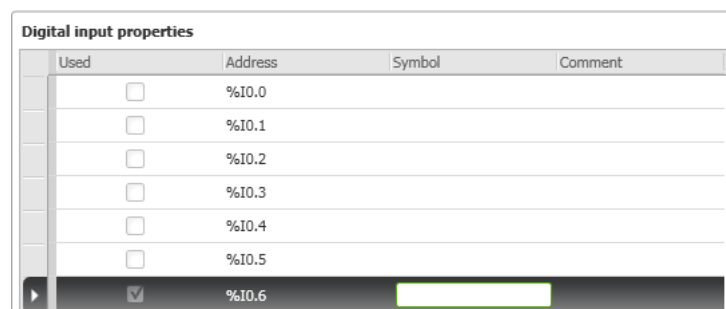 Digital input properties
Used Address Symbol Comment
%I0.0
%I0.1
%I0.2
%I0.3
%I0.4
%I0.5
%I0.6